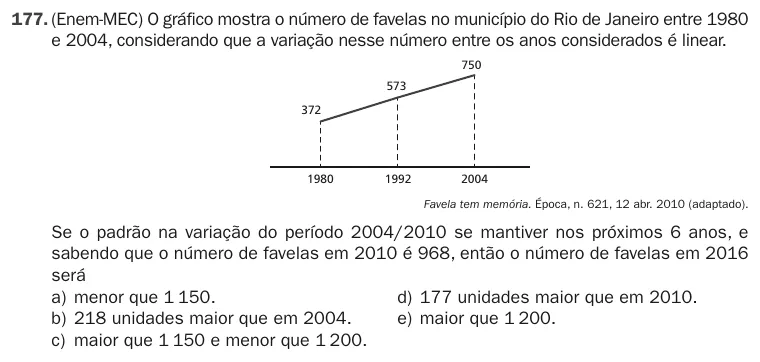 177. (Enem-MEC) O gráfico mostra o número de favelas no município do Rio de Janeiro entre 1980
e 2004, considerando que a variação nesse número entre os anos considerados é linear.
750
573
372
1980 1992 2004
Favela tem memória. Época, n. 621, 12 abr. 2010 (adaptado).
Se o padrão na variação do período 2004/2010 se mantiver nos próximos 6 anos, e
sabendo que o número de favelas em 2010 é 968, então o número de favelas em 2016
será
a) menor que 1 150.
b) 218 unidades maior que em 2004.
c) maior que 1 150 e menor que 1 200.
d) 177 unidades maior que em 2010.
e) maior que 1 200.